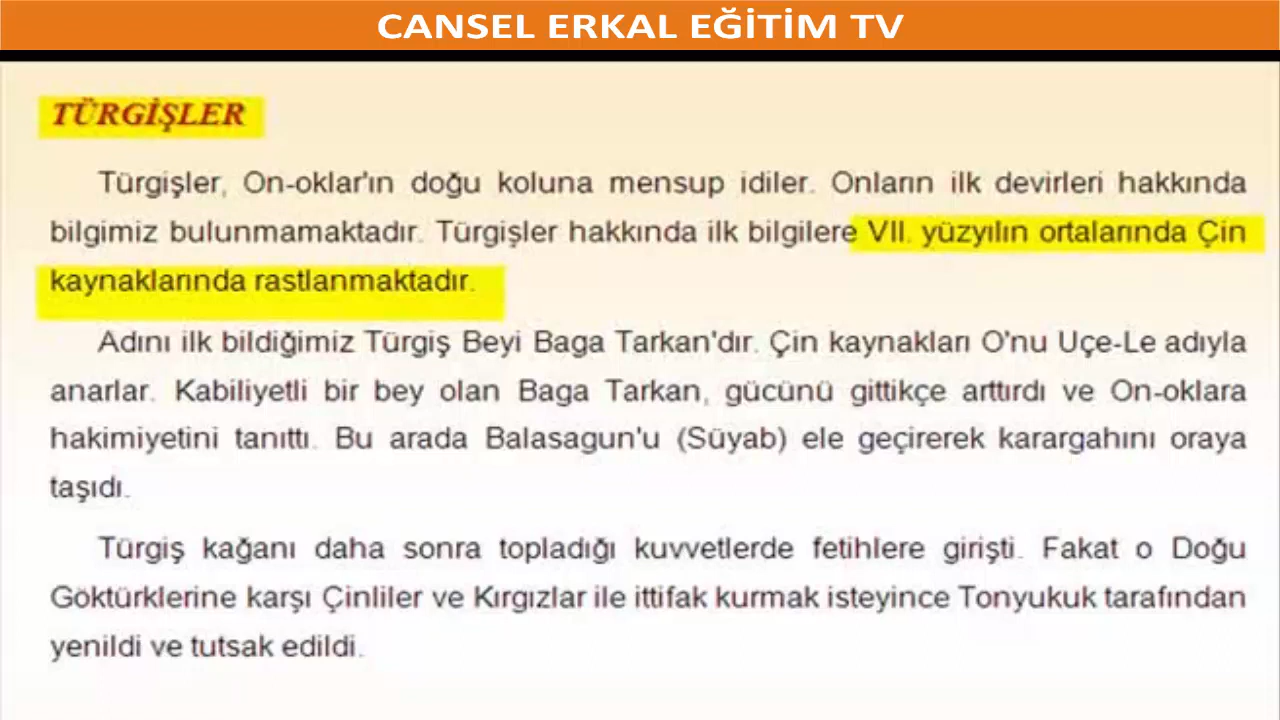 CANSEL ERKAL EĞİTİM TV
TÜRGİŞLER
Türgişler, On-oklar'ın doğu koluna mensup idiler. Onların ilk devirleri hakkında
bilgimiz bulunmamaktadır. Türgişler hakkında ilk bilgilere VII. yüzyılın ortalarında Çin
kaynaklarında rastlanmaktadır.
Adını ilk bildiğimiz Türgiş Beyi Baga Tarkan'dır. Çin kaynakları O'nu Uçe-Le adıyla
anarlar. Kabiliyetli bir bey olan Baga Tarkan, gücünü gittikçe arttırdı ve On-oklara
hakimiyetini tanıttı. Bu arada Balasagun'u (Süyab) ele geçirerek karargahını oraya
taşıdı.
Türgiş kağanı daha sonra topladığı kuvvetlerde fetihlere girişti. Fakat o Doğu
Göktürklerine karşı Çinliler ve Kırgızlar ile ittifak kurmak isteyince Tonyukuk tarafından
yenildi ve tutsak edildi.